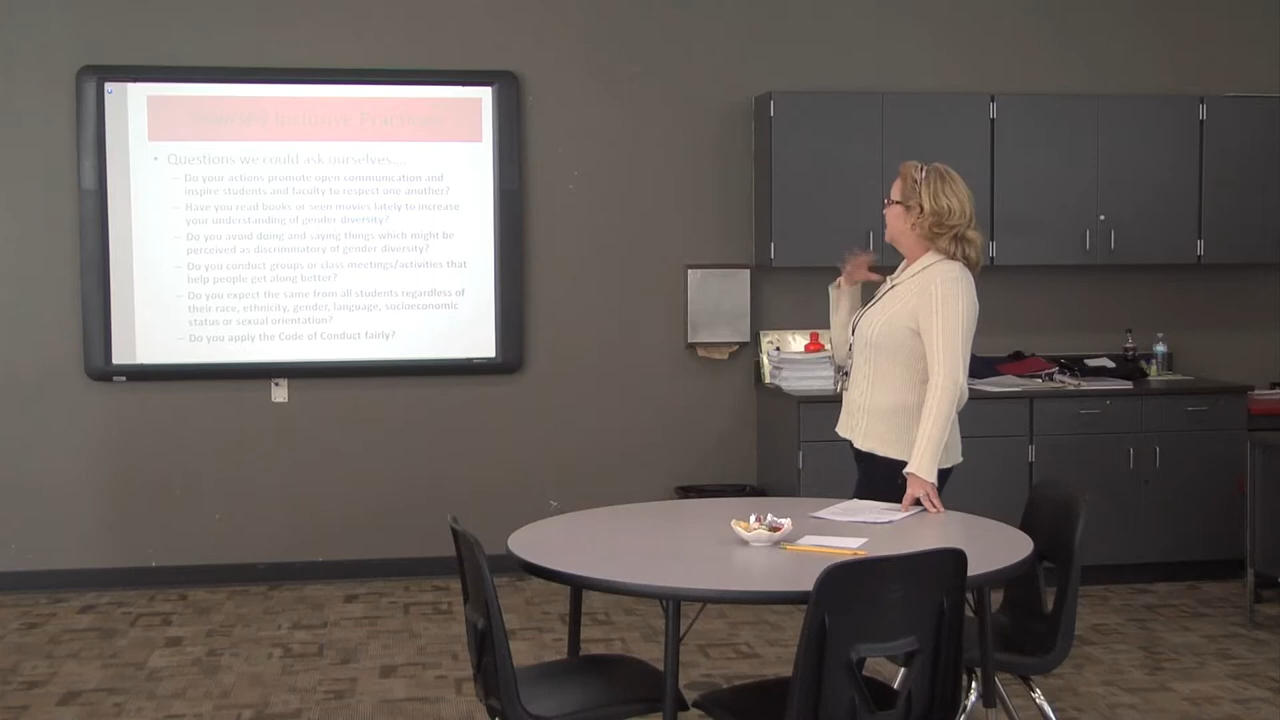 Diversity Inclusive Practices
• Questions we could ask ourselves....
– Do your actions promote open communication and
inspire students and faculty to respect one another?
– Have you read books or seen movies lately to increase
your understanding of gender diversity?
– Do you avoid doing and saying things which might be
perceived as discriminatory of gender diversity?
– Do you conduct groups or class meetings/activities that
help people get along better?
– Do you expect the same from all students regardless of
their race, ethnicity, gender, language, socioeconomic
status or sexual orientation?
– Do you apply the Code of Conduct fairly?